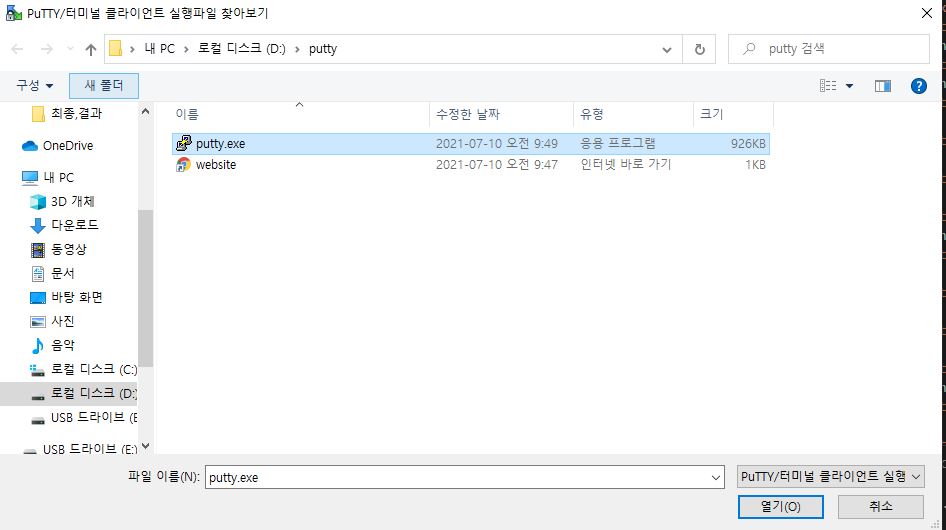 PuTTY/터미널 클라이언트 실행파일 찾아보기
내 PC > 로컬 디스크 (D:) > putty
putty 검색
구성
새 폴더
이름 수정한 날짜 유형 크기
putty.exe 2021-07-10 오전 9:49 응용 프로그램 926KB
website 2021-07-10 오전 9:47 인터넷 바로 가기 1KB
최종,결과
OneDrive
내 PC
3D 개체
다운로드
동영상
문서
바탕 화면
사진
음악
로컬 디스크 (C:)
로컬 디스크 (D:
USB 드라이브 (E
USB 드라이브 (E:)
파일 이름(N): putty.exe
PuTTY/터미널 클라이언트 실행
열기(O)
취소